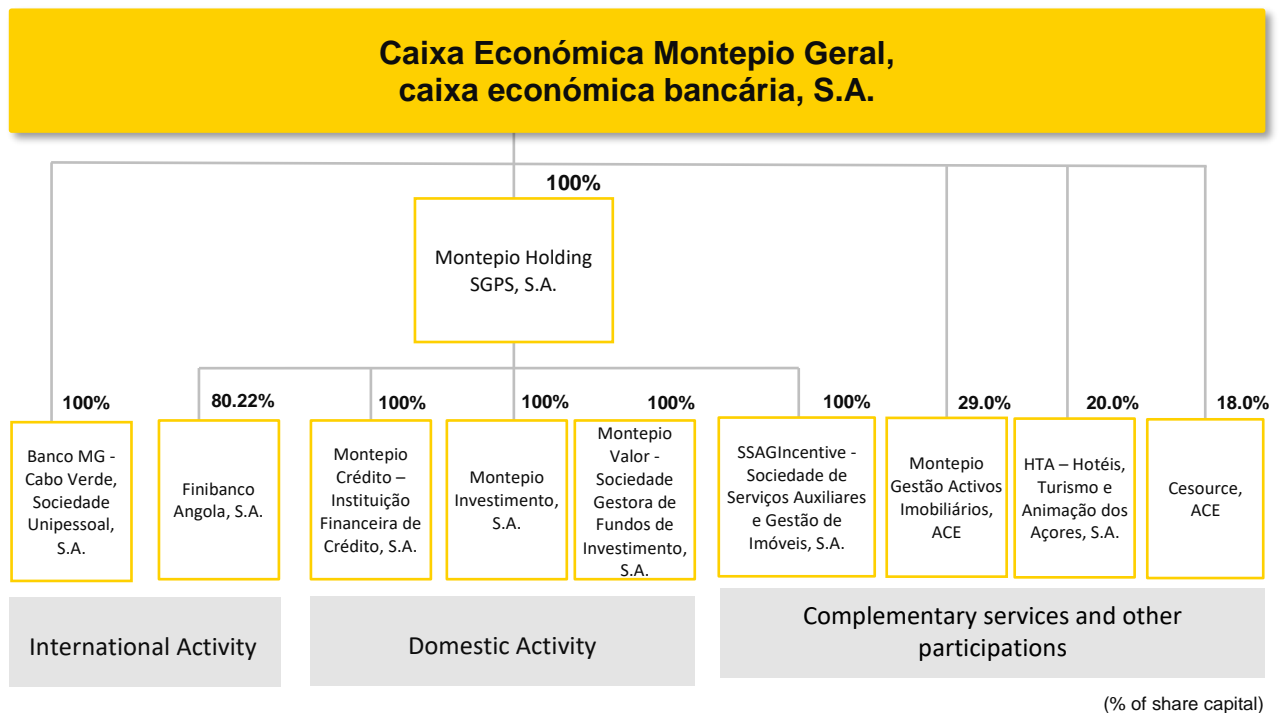 Caixa Económica Montepio Geral,
caixa económica bancária, S.A.
100%
Montepio Holding
SGPS, S.A.
100%
80.22%
100%
100%
100%
100%
29.0%
20.0%
18.0%
Banco MG -
Cabo Verde,
Sociedade
Unipessoal,
S.A.
Finibanco
Angola, S.A.
Montepio
Crédito –
Instituição
Financeira de
Crédito, S.A.
Montepio
Investimento,
S.A.
Montepio
Valor -
Sociedade
Gestora de
Fundos de
Investimento,
S.A.
SSAGIncentive -
Sociedade de
Serviços Auxiliares
e Gestão de
Imóveis, S.A.
Montepio
Gestão Activos
Imobiliários,
ACE
HTA – Hotéis,
Turismo e
Animação dos
Açores, S.A.
Cesource,
ACE
International Activity
Domestic Activity
Complementary services and other
participations
(% of share capital)